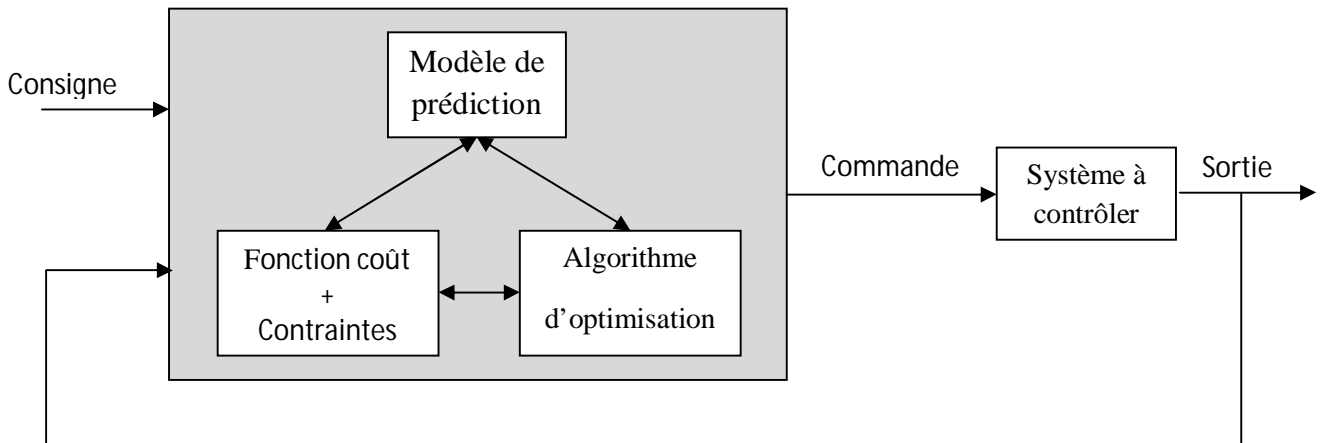 Consigne
Modèle de
prédiction
Fonction coût
+
Contraintes
Algorithme
d’optimisation
Commande
Système à
contrôler
Sortie